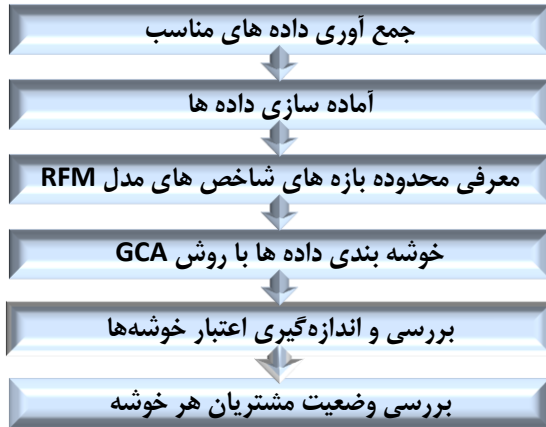 جمع آوری داده های مناسب
آماده سازی داده ها
معرفی محدوده بازه های شاخص های مدل RFM
خوشه بندی داده ها با روش GCA
بررسی و اندازه‌گیری اعتبار خوشه‌ها
بررسی وضعیت مشتریان هر خوشه